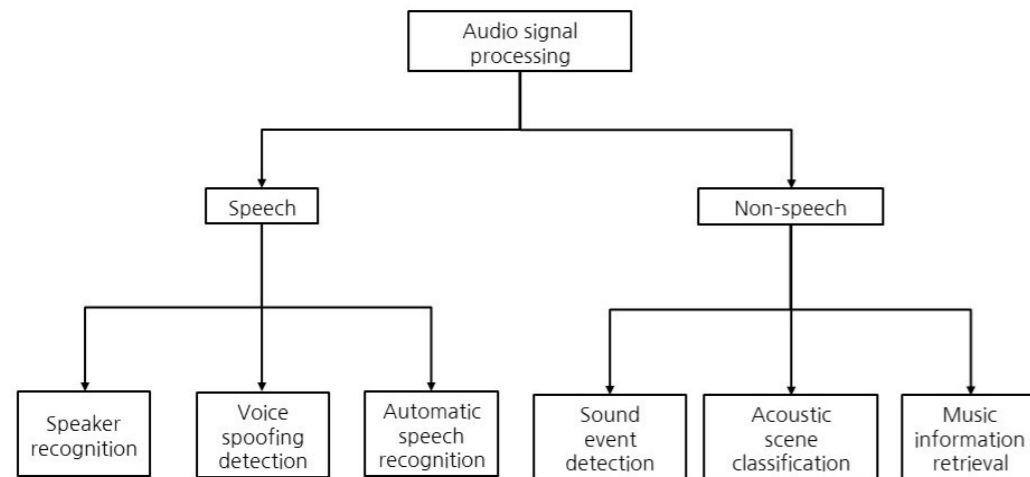 Audio signal
processing
Speech
Non-speech
Speaker
recognition
Voice
spoofing
detection
Automatic
speech
recognition
Sound
event
detection
Acoustic
scene
classification
Music
information
retrieval